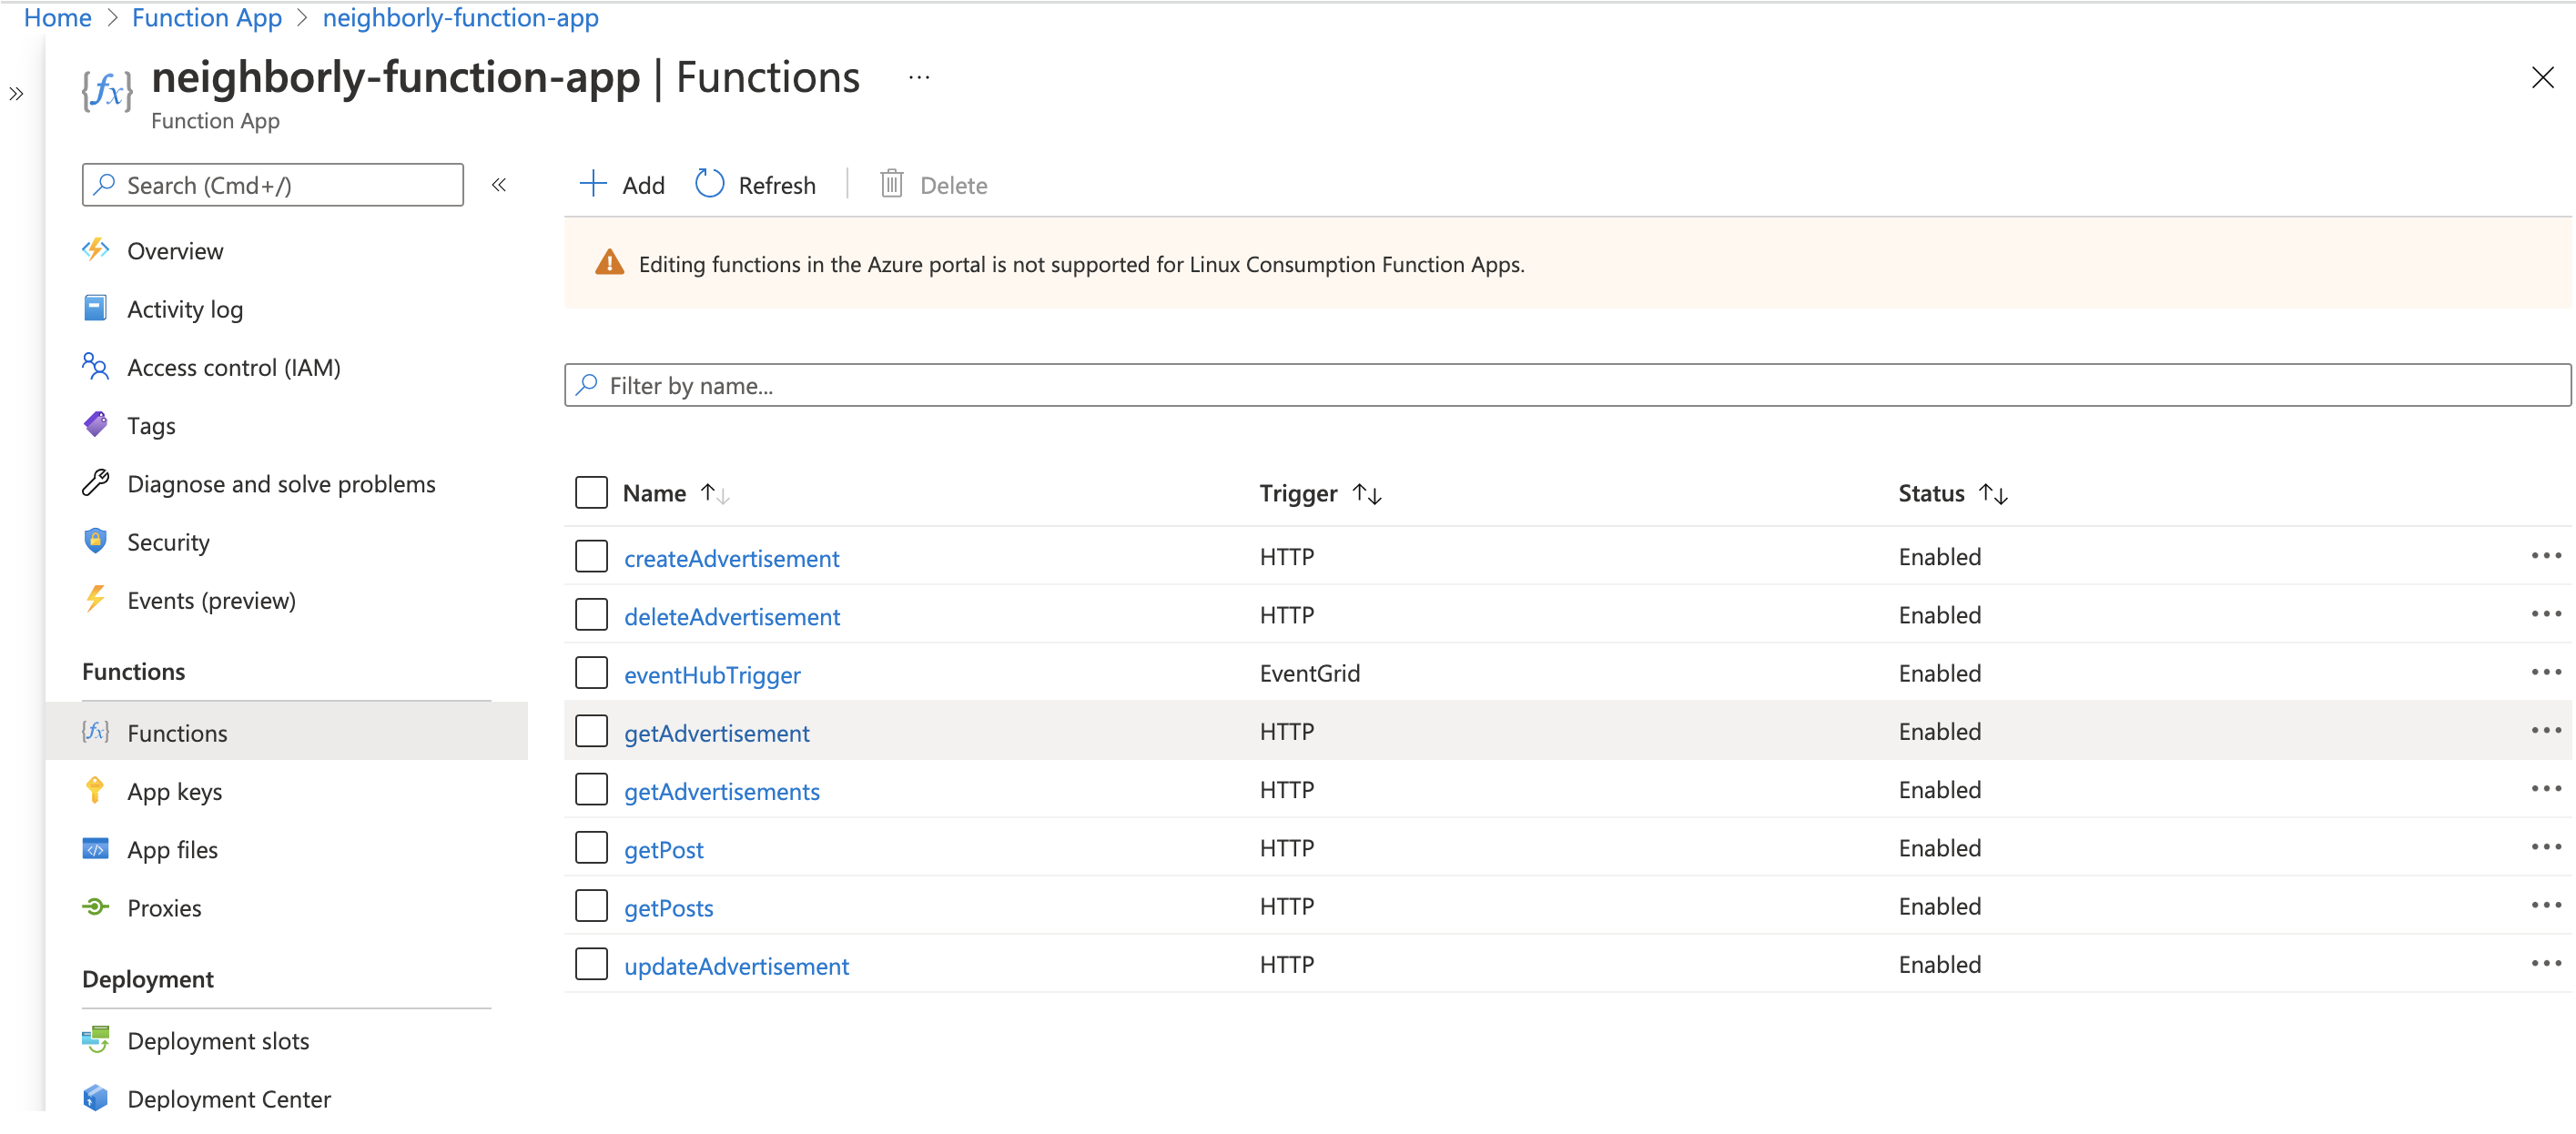 Home > Function App > neighborly-function-app
neighborly-function-app | Functions ...
Function App
Search (Cmd+/)
Overview
Activity log
Access control (IAM)
Tags
Diagnose and solve problems
Security
Events (preview)
Functions
Functions
App keys
App files
Proxies
Deployment
Deployment slots
Deployment Center
Add Refresh Delete
Editing functions in the Azure portal is not supported for Linux Consumption Function Apps.
Filter by name...
Name Trigger Status
createAdvertisement HTTP Enabled
deleteAdvertisement HTTP Enabled
eventHubTrigger EventGrid Enabled
getAdvertisement HTTP Enabled
getAdvertisements HTTP Enabled
getPost HTTP Enabled
getPosts HTTP Enabled
updateAdvertisement HTTP Enabled